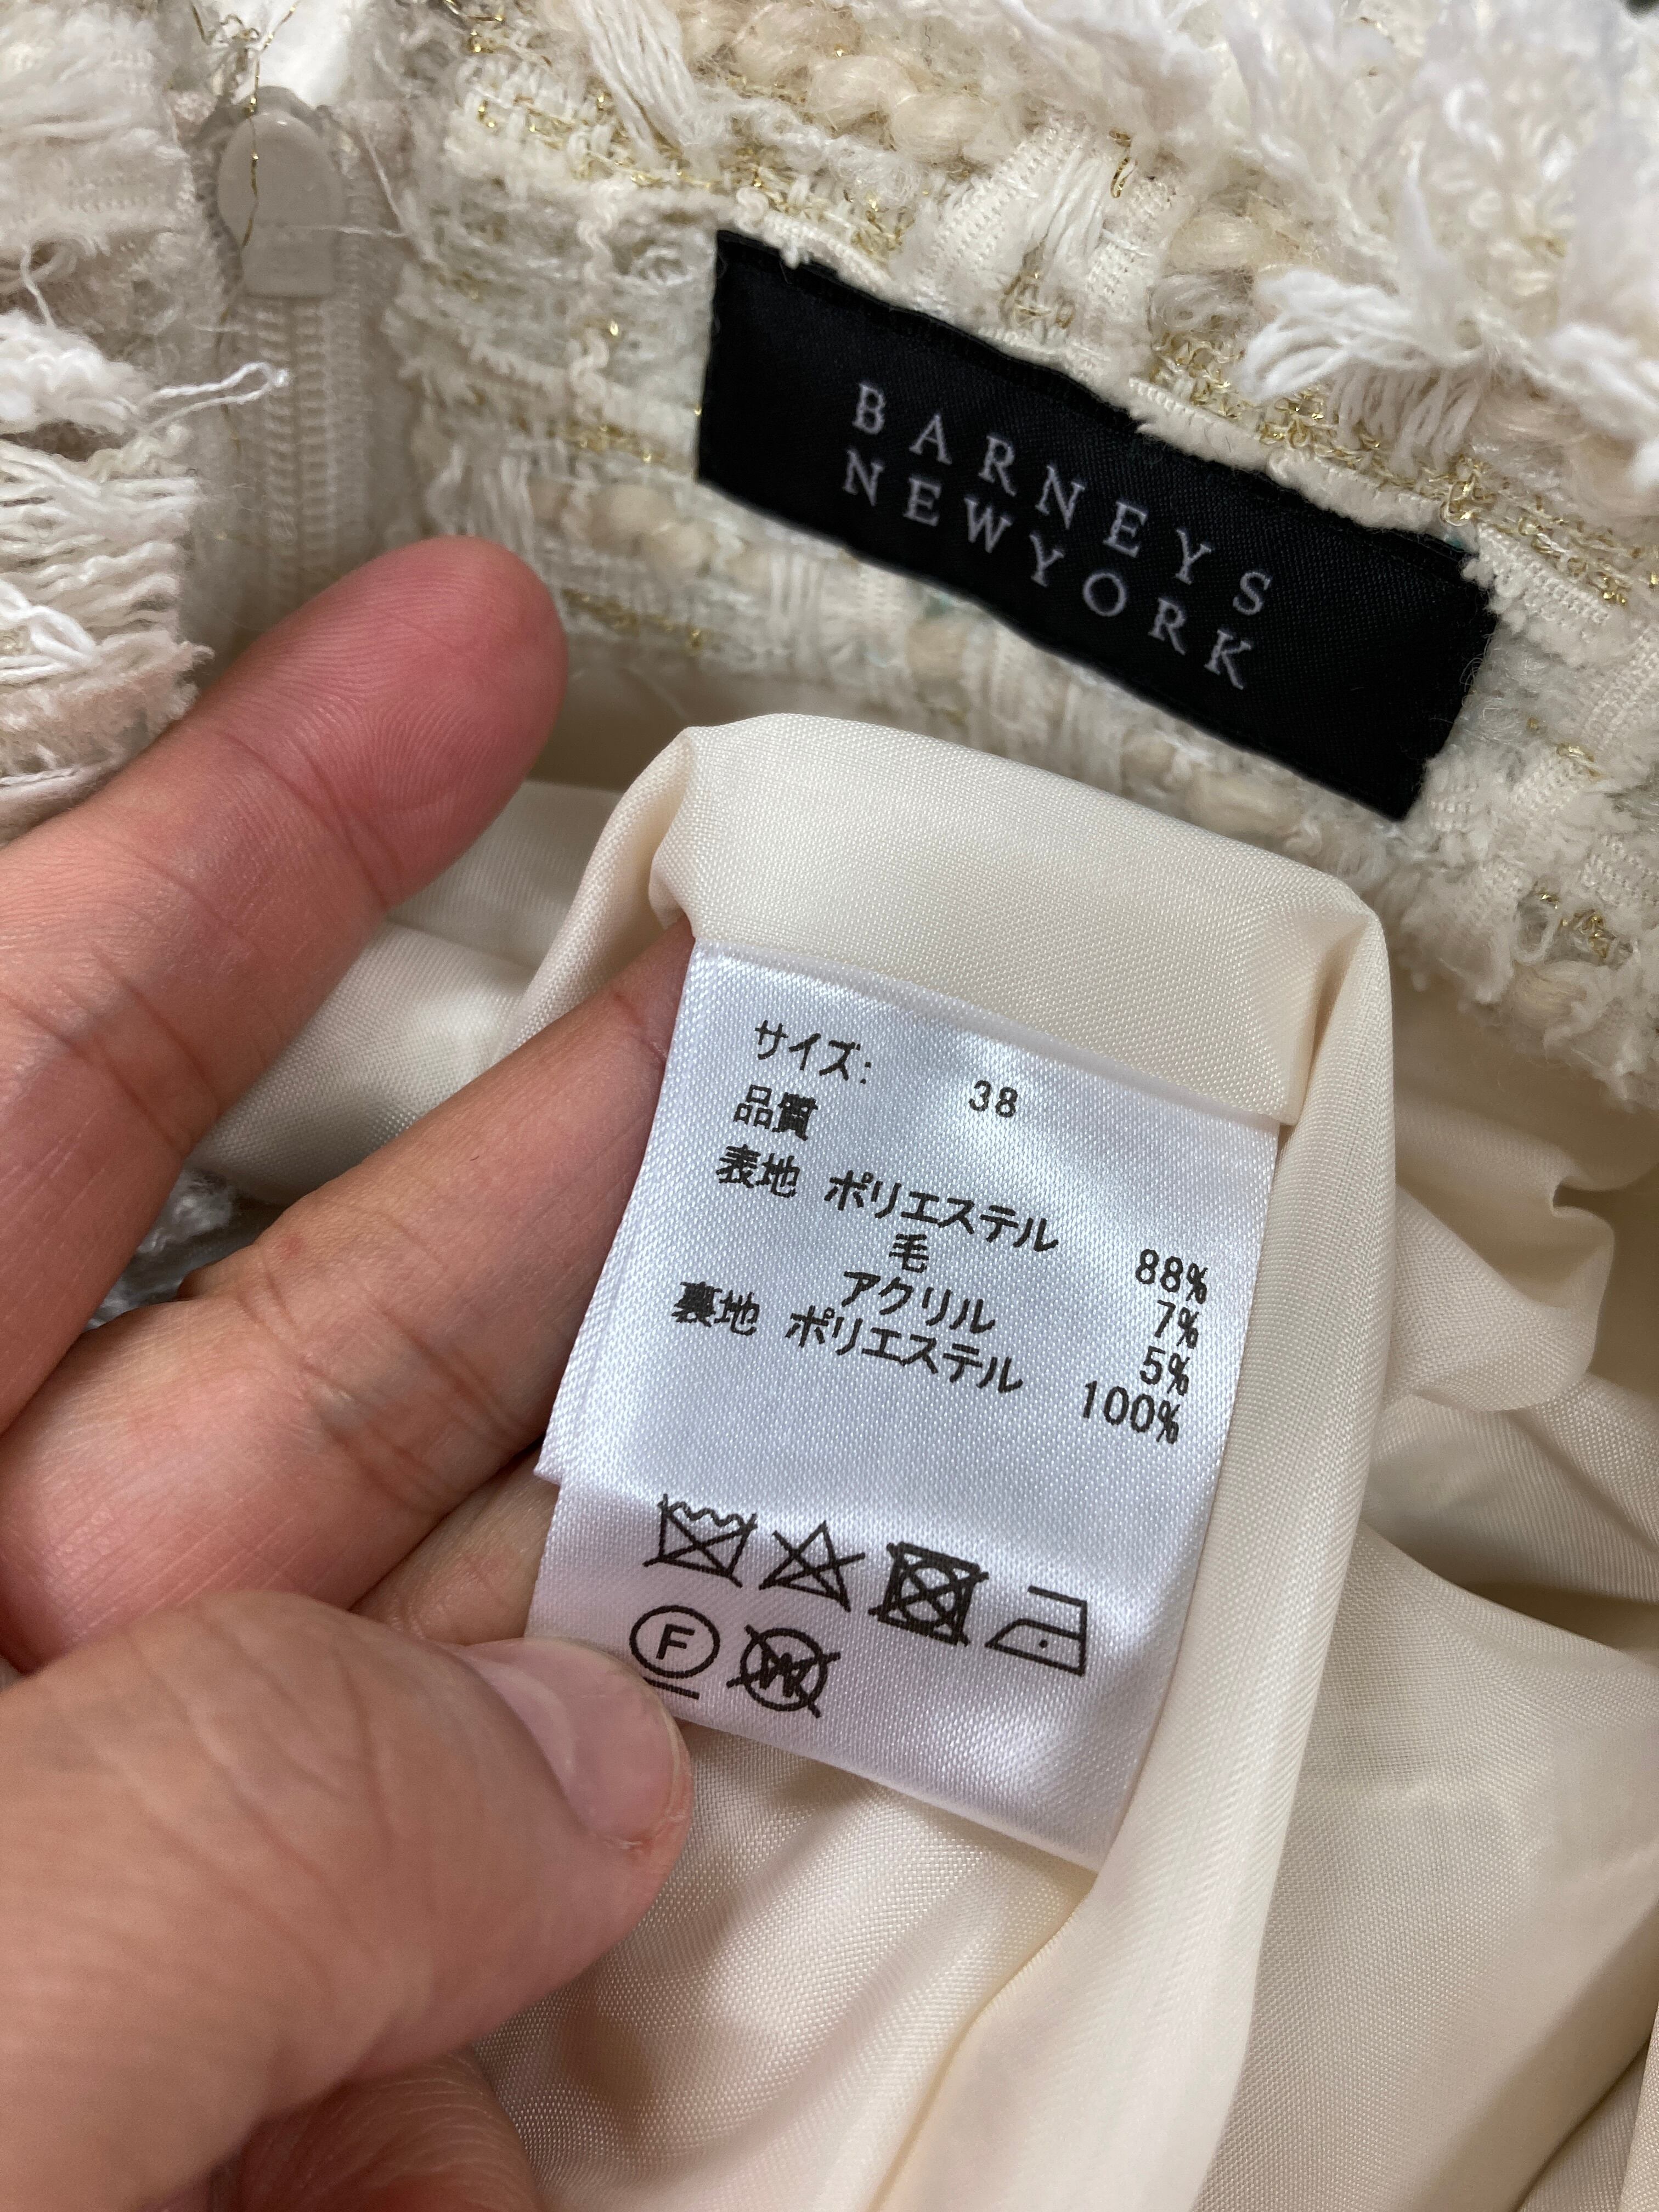 BARNEYS
NEWYORK
サイズ: 38
品質
表地 ポリエステル 88%
毛 7%
アクリル 5%
裏地 ポリエステル 100%
F
W